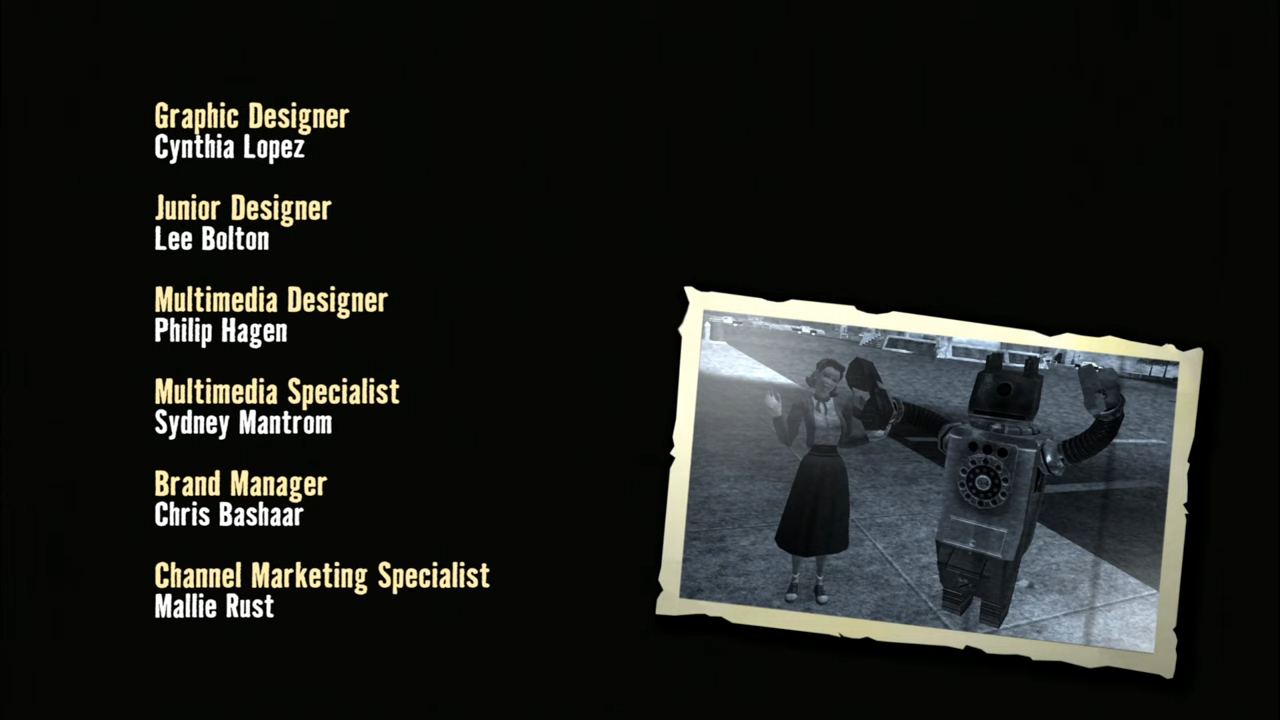 Graphic Designer
Cynthia Lopez
Junior Designer
Lee Bolton
Multimedia Designer
Philip Hagen
Multimedia Specialist
Sydney Mantrom
Brand Manager
Chris Bashaar
Channel Marketing Specialist
Mallie Rust